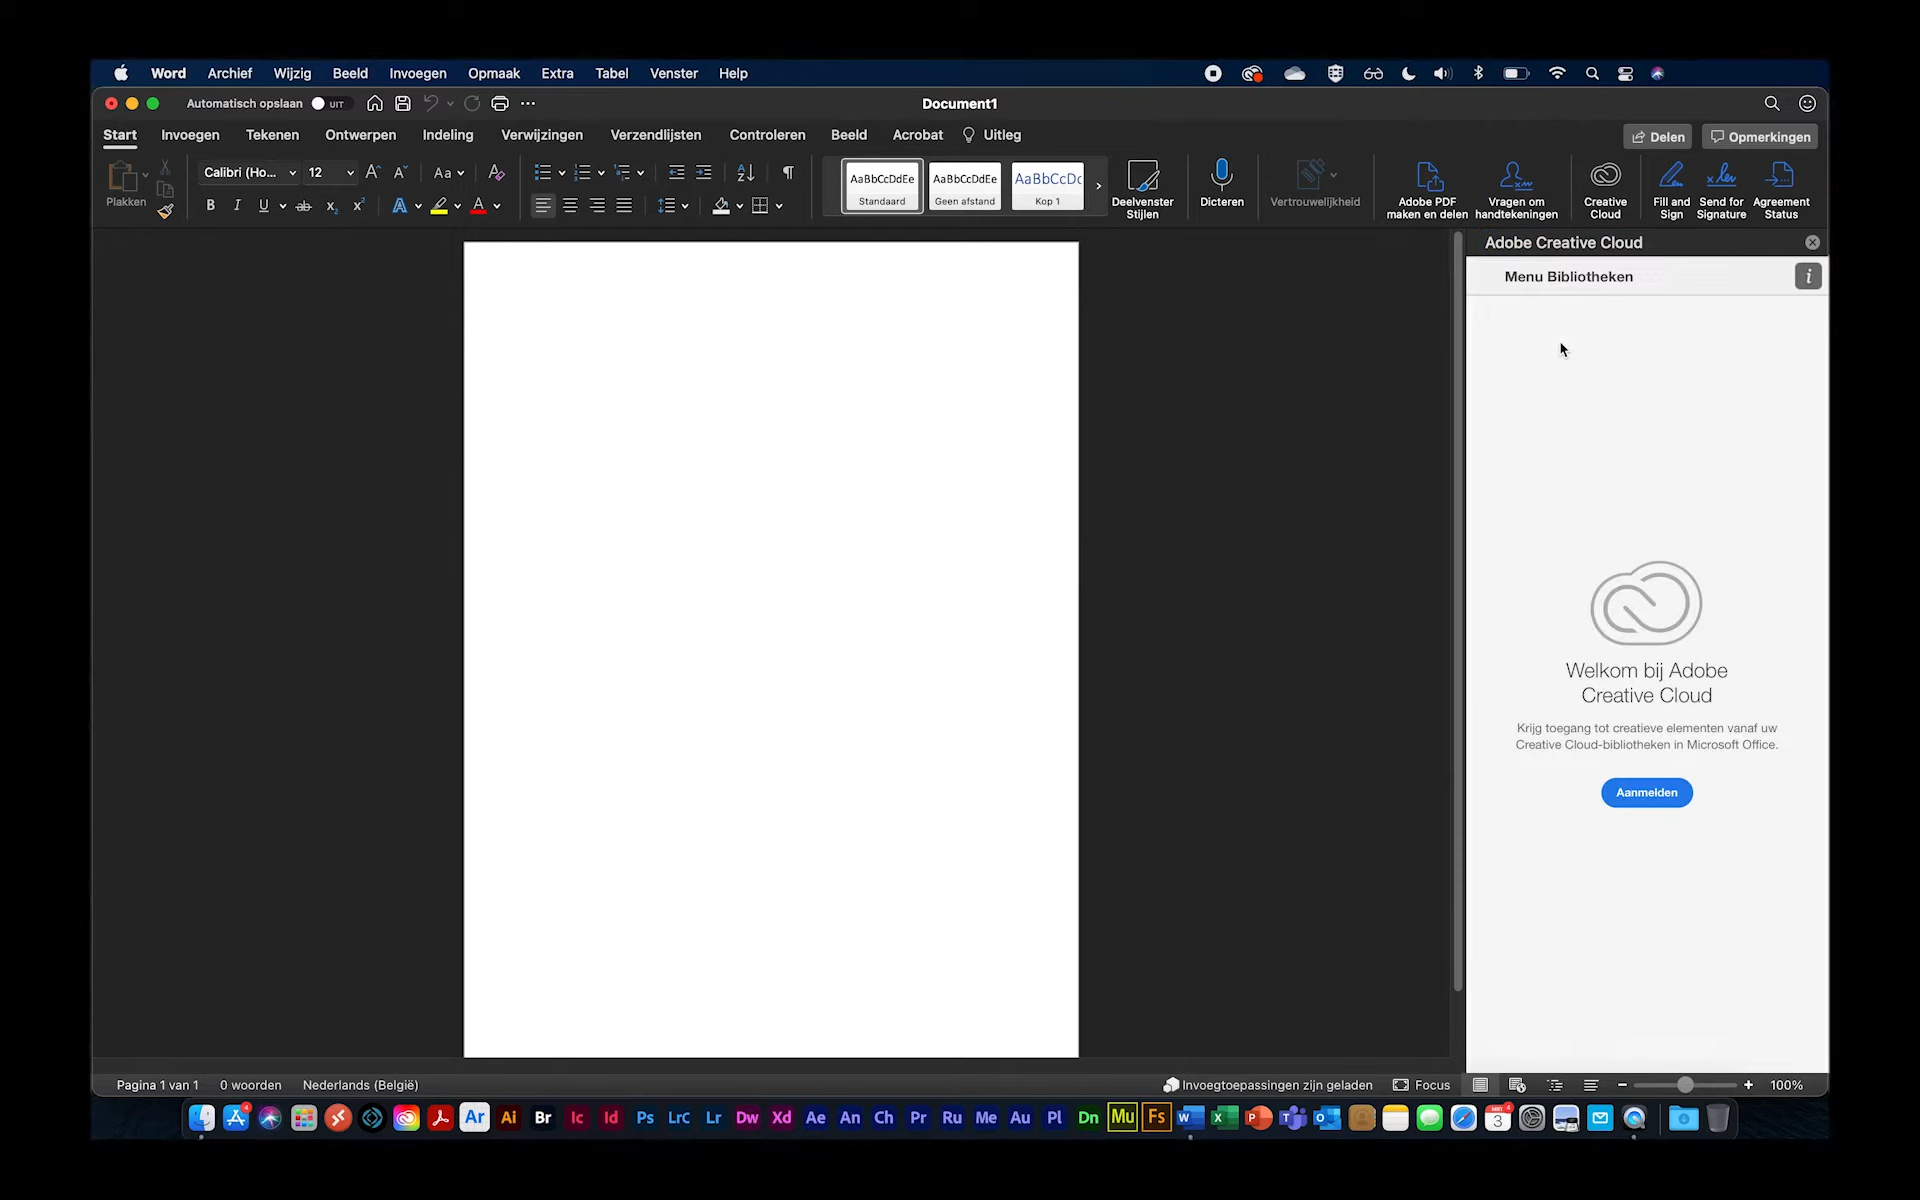 Word Archief Wijzig Beeld Invoegen Opmaak Extra Tabel Venster Help
Automatisch opslaan UIT
Document1
Start Invoegen Tekenen Ontwerpen Indeling Verwijzingen Verzendlijsten Controleren Beeld Acrobat Uitleg
Delen Opmerkingen
Plakken
Calibri (Ho... 12 Aa
B I U ab x2 x2 A A
AaBbCcDdEe AaBbCcDdEe AaBbCcDc
Standaard Geen afstand Kop 1
Deelvenster
Stijlen
Dicteren
Vertrouwelijkheid
Adobe PDF
maken en delen
Vragen om
handtekeningen
Creative
Cloud
Fill and
Sign
Send for
Signature
Agreement
Status
Adobe Creative Cloud
Menu Bibliotheken
i
Welkom bij Adobe
Creative Cloud
Krijg toegang tot creatieve elementen vanaf uw
Creative Cloud-bibliotheken in Microsoft Office.
Aanmelden
Pagina 1 van 1 0 woorden Nederlands (België)
Invoegtoepassingen zijn geladen Focus 100%
Ar Ai Br Ic Id Ps LrC Lr Dw Xd Ae An Ch Pr Ru Me Au Pl Dn Mu Fs W X P 3